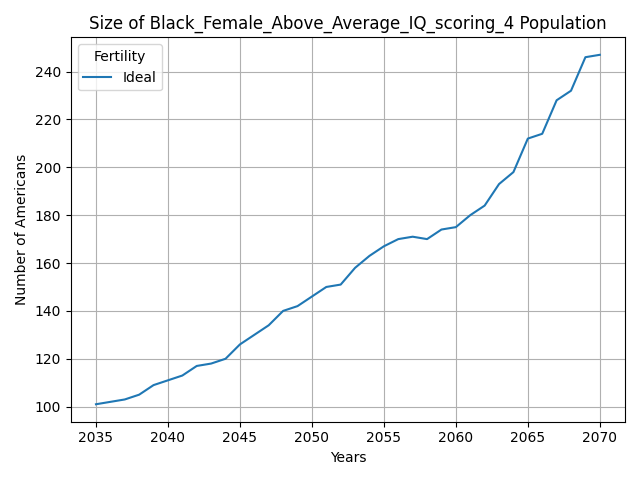 Size of Black_Female_Above_Average_IQ_scoring_4 Population
Fertility
Ideal
Number of Americans
240
220
200
180
160
140
120
100
2035 2040 2045 2050 2055 2060 2065 2070
Years